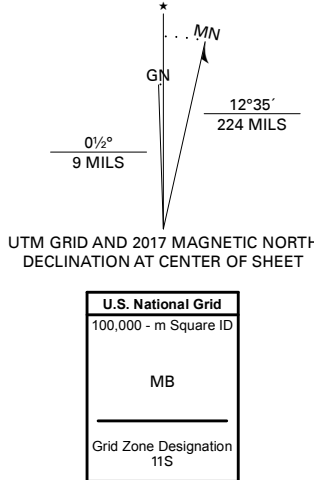 MN
GN
12°35´
224 MILS
0½°
9 MILS
UTM GRID AND 2017 MAGNETIC NORTH
DECLINATION AT CENTER OF SHEET
U.S. National Grid
100,000 - m Square ID
MB
Grid Zone Designation
11S